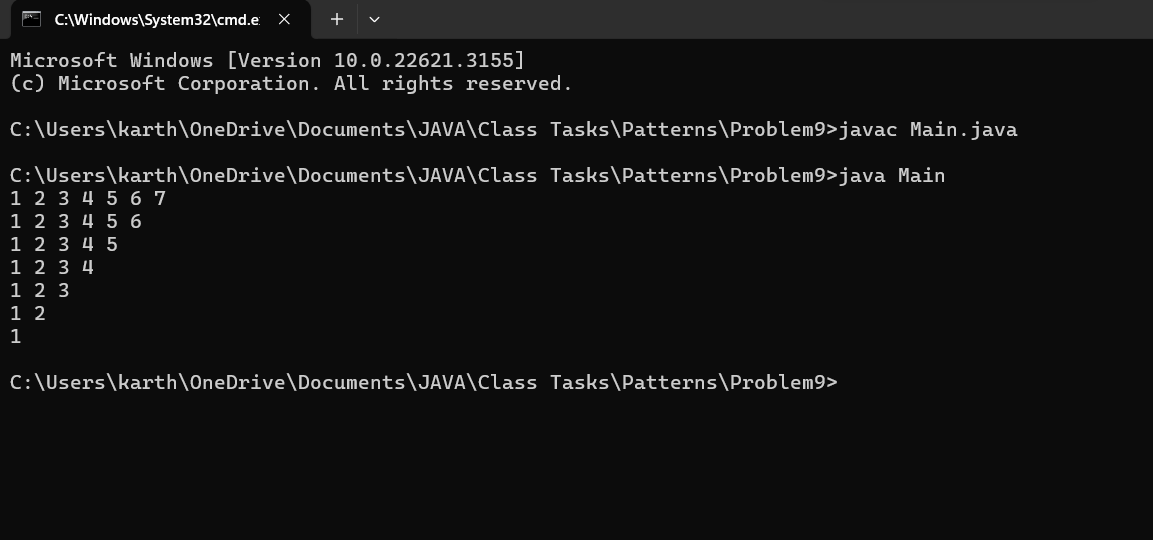 C:\Windows\System32\cmd.e
Microsoft Windows [Version 10.0.22621.3155]
(c) Microsoft Corporation. All rights reserved.
C:\Users\karth\OneDrive\Documents\JAVA\Class Tasks\Patterns\Problem9>javac Main.java
C:\Users\karth\OneDrive\Documents\JAVA\Class Tasks\Patterns\Problem9>java Main
1 2 3 4 5 6 7
1 2 3 4 5 6
1 2 3 4 5
1 2 3 4
1 2 3
1 2
1
C:\Users\karth\OneDrive\Documents\JAVA\Class Tasks\Patterns\Problem9>